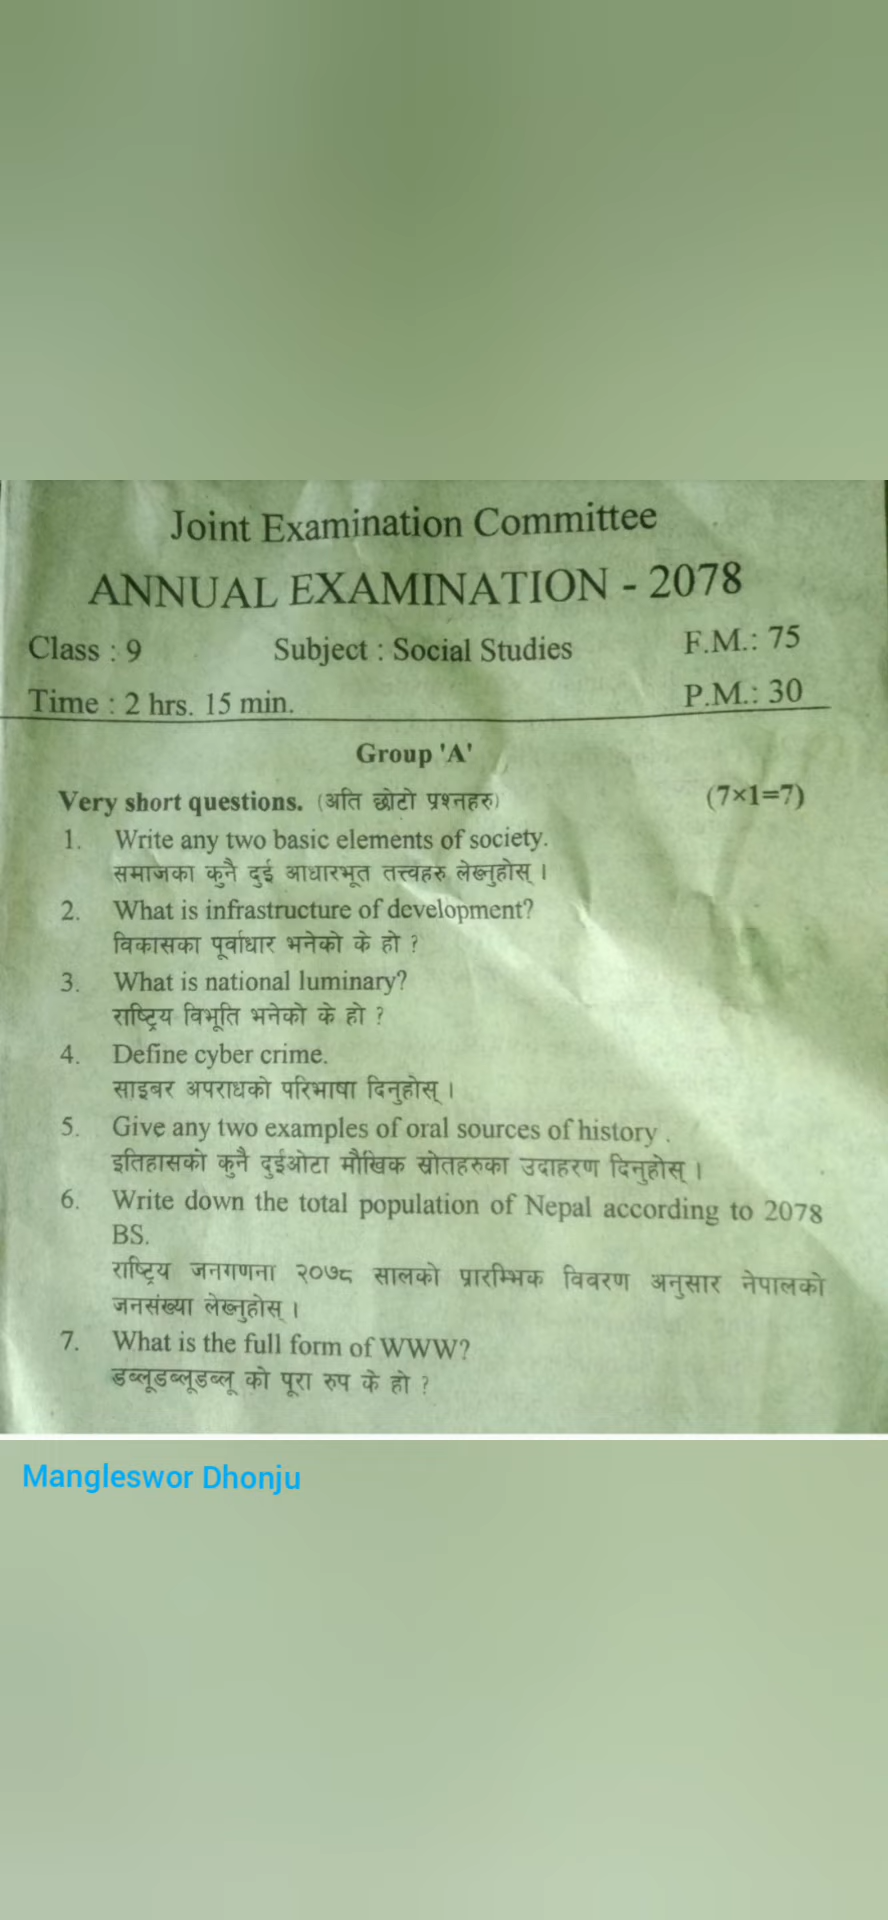 Joint Examination Committee
ANNUAL EXAMINATION - 2078
Class : 9 Subject : Social Studies F.M.: 75
Time : 2 hrs. 15 min. P.M.: 30
Group 'A'
Very short questions. (अति छोटो प्रश्नहरु) (7×1=7)
1. Write any two basic elements of society.
समाजका कुनै दुई आधारभूत तत्त्वहरु लेख्नुहोस् ।
2. What is infrastructure of development?
विकासका पूर्वाधार भनेको के हो ?
3. What is national luminary?
राष्ट्रिय विभूति भनेको के हो ?
4. Define cyber crime.
साइबर अपराधको परिभाषा दिनुहोस् ।
5. Give any two examples of oral sources of history .
इतिहासको कुनै दुईओटा मौखिक स्रोतहरुका उदाहरण दिनुहोस् ।
6. Write down the total population of Nepal according to 2078
BS.
राष्ट्रिय जनगणना २०७८ सालको प्रारम्भिक विवरण अनुसार नेपालको
जनसंख्या लेख्नुहोस् ।
7. What is the full form of WWW?
डब्लूडब्लूडब्लू को पूरा रुप के हो ?
Mangleswor Dhonju